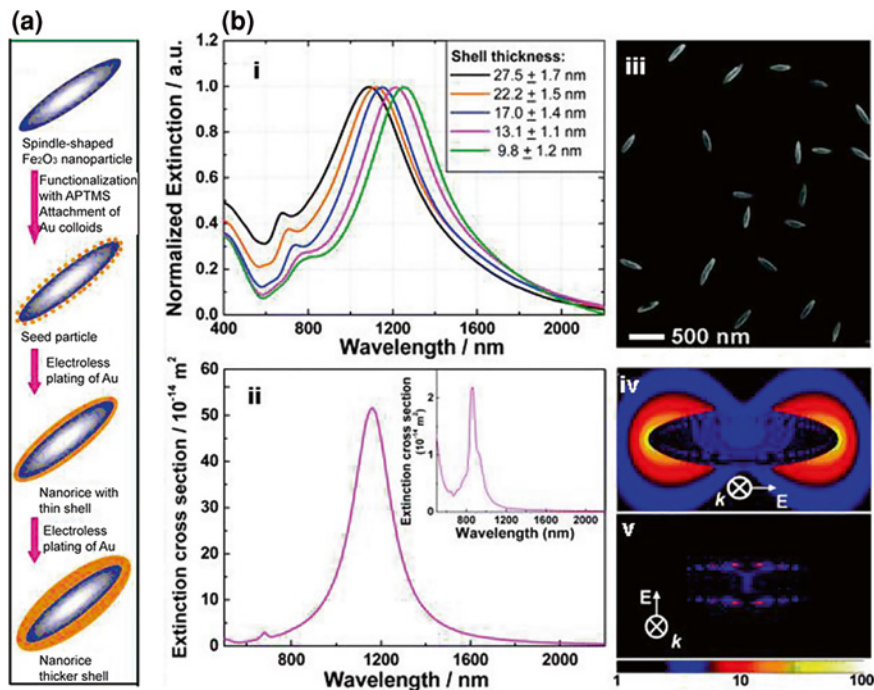 (a)
Spindle-shaped
Fe2O3 nanoparticle
Functionalization
with APTMS
Attachment of
Au colloids
Seed particle
Electroless
plating of Au
Nanorice with
thin shell
Electroless
plating of Au
Nanorice
thicker shell
(b)
i
Normalized Extinction / a.u.
1.2
1.0
0.8
0.6
0.4
0.2
0.0
400 800 1200 1600 2000
Wavelength / nm
Shell thickness:
27.5 ± 1.7 nm
22.2 ± 1.5 nm
17.0 ± 1.4 nm
13.1 ± 1.1 nm
9.8 ± 1.2 nm
ii
Extinction cross section / 10⁻¹⁴ m²
60
50
40
30
20
10
0
800 1200 1600 2000
Wavelength / nm
Extinction cross section
(10⁻¹⁴ m²)
2
1
0
800 1200 1600 2000
Wavelength (nm)
iii
500 nm
iv
k
E
v
E
k
1 10 100